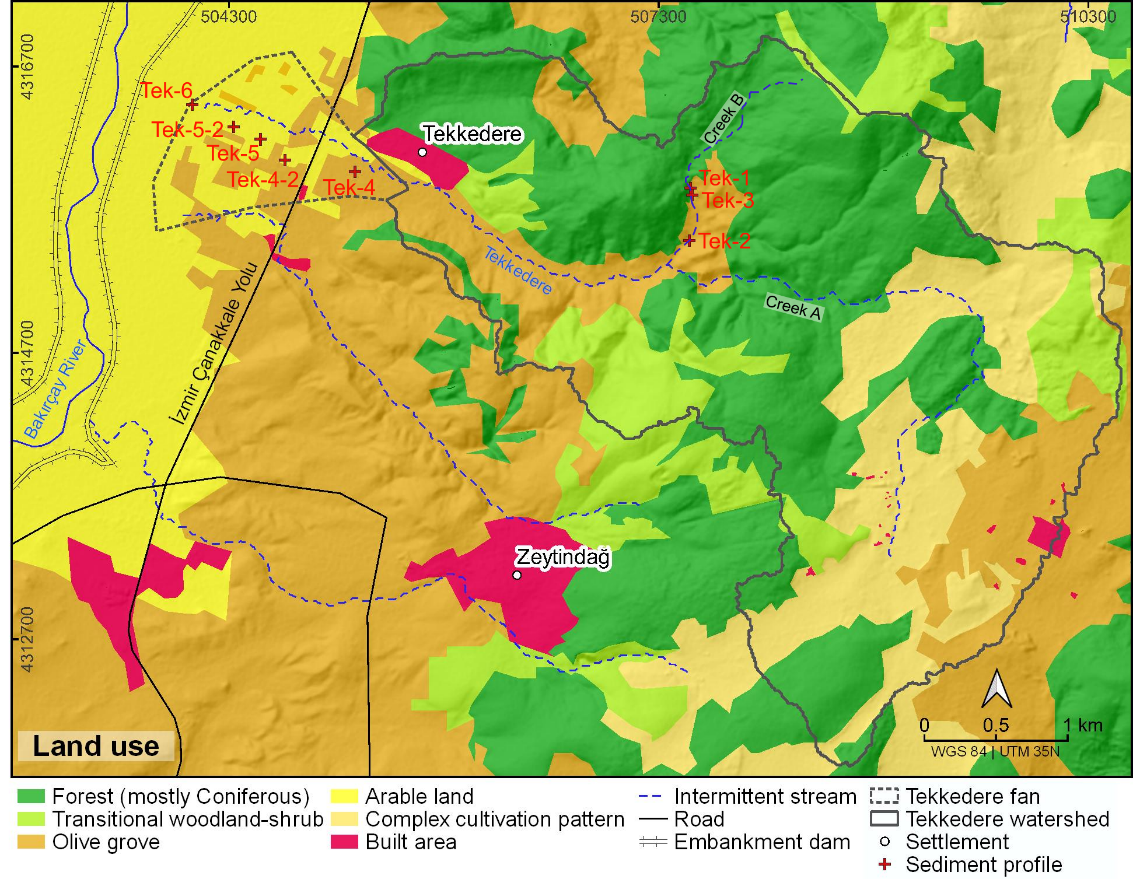 504300
507300
510300
4316700
4314700
4312700
Tek-6
Tek-5-2
Tek-5
Tek-4-2
Tek-4
Tekkedere
Creek B
Tek-1
Tek-3
Tek-2
Tekkedere
Creek A
İzmir Çanakkale Yolu
Bakırçay River
Zeytindağ
Land use
0 0.5 1 km
WGS 84 | UTM 35N
Forest (mostly Coniferous)
Transitional woodland-shrub
Olive grove
Arable land
Complex cultivation pattern
Built area
Intermittent stream
Road
Embankment dam
Tekkedere fan
Tekkedere watershed
Settlement
Sediment profile